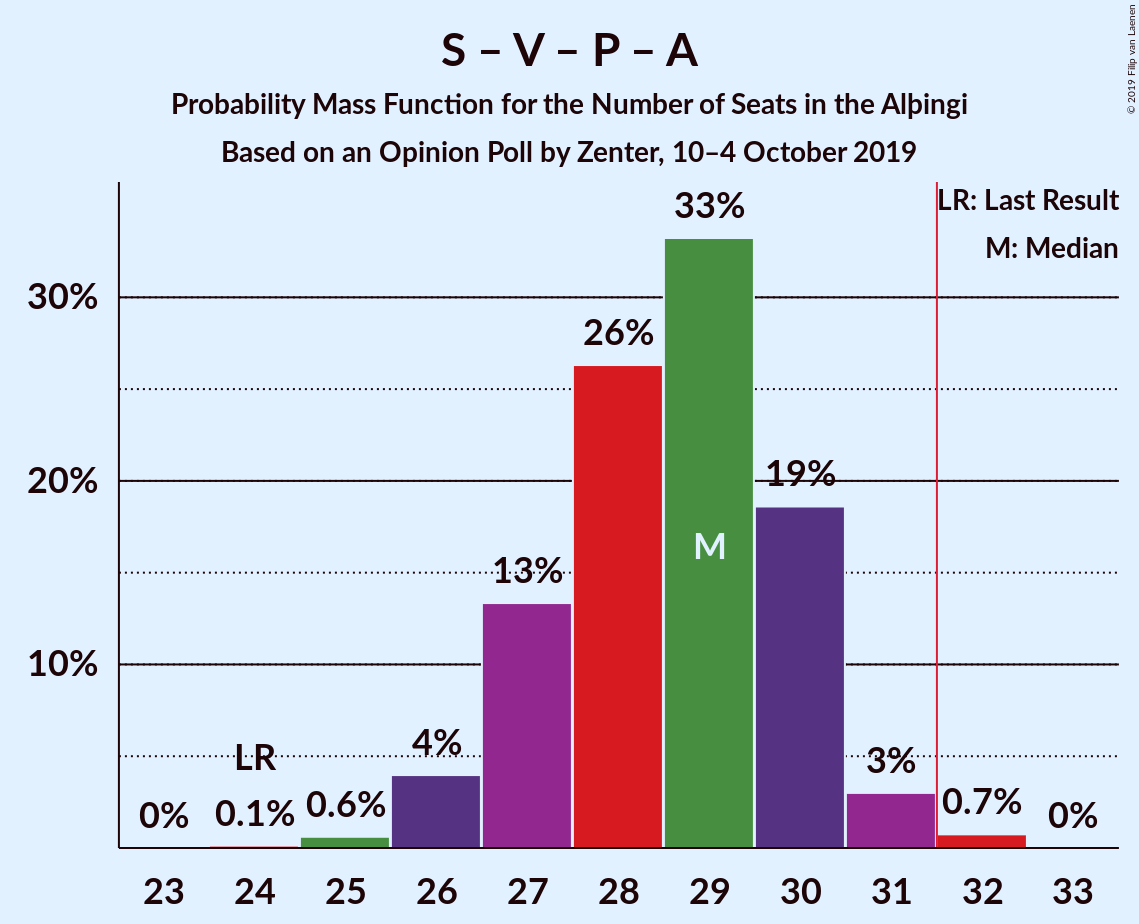 S – V – P – A
Probability Mass Function for the Number of Seats in the Alþingi
Based on an Opinion Poll by Zenter, 10–4 October 2019
© 2019 Filip van Laenen
LR: Last Result
M: Median
30%
20%
10%
0%
LR
0.1%
0.6%
4%
13%
26%
33%
M
19%
3%
0.7%
0%
23 24 25 26 27 28 29 30 31 32 33